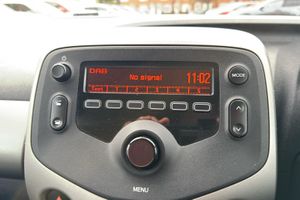 DAB
No signal
11:02
MODE
MENU